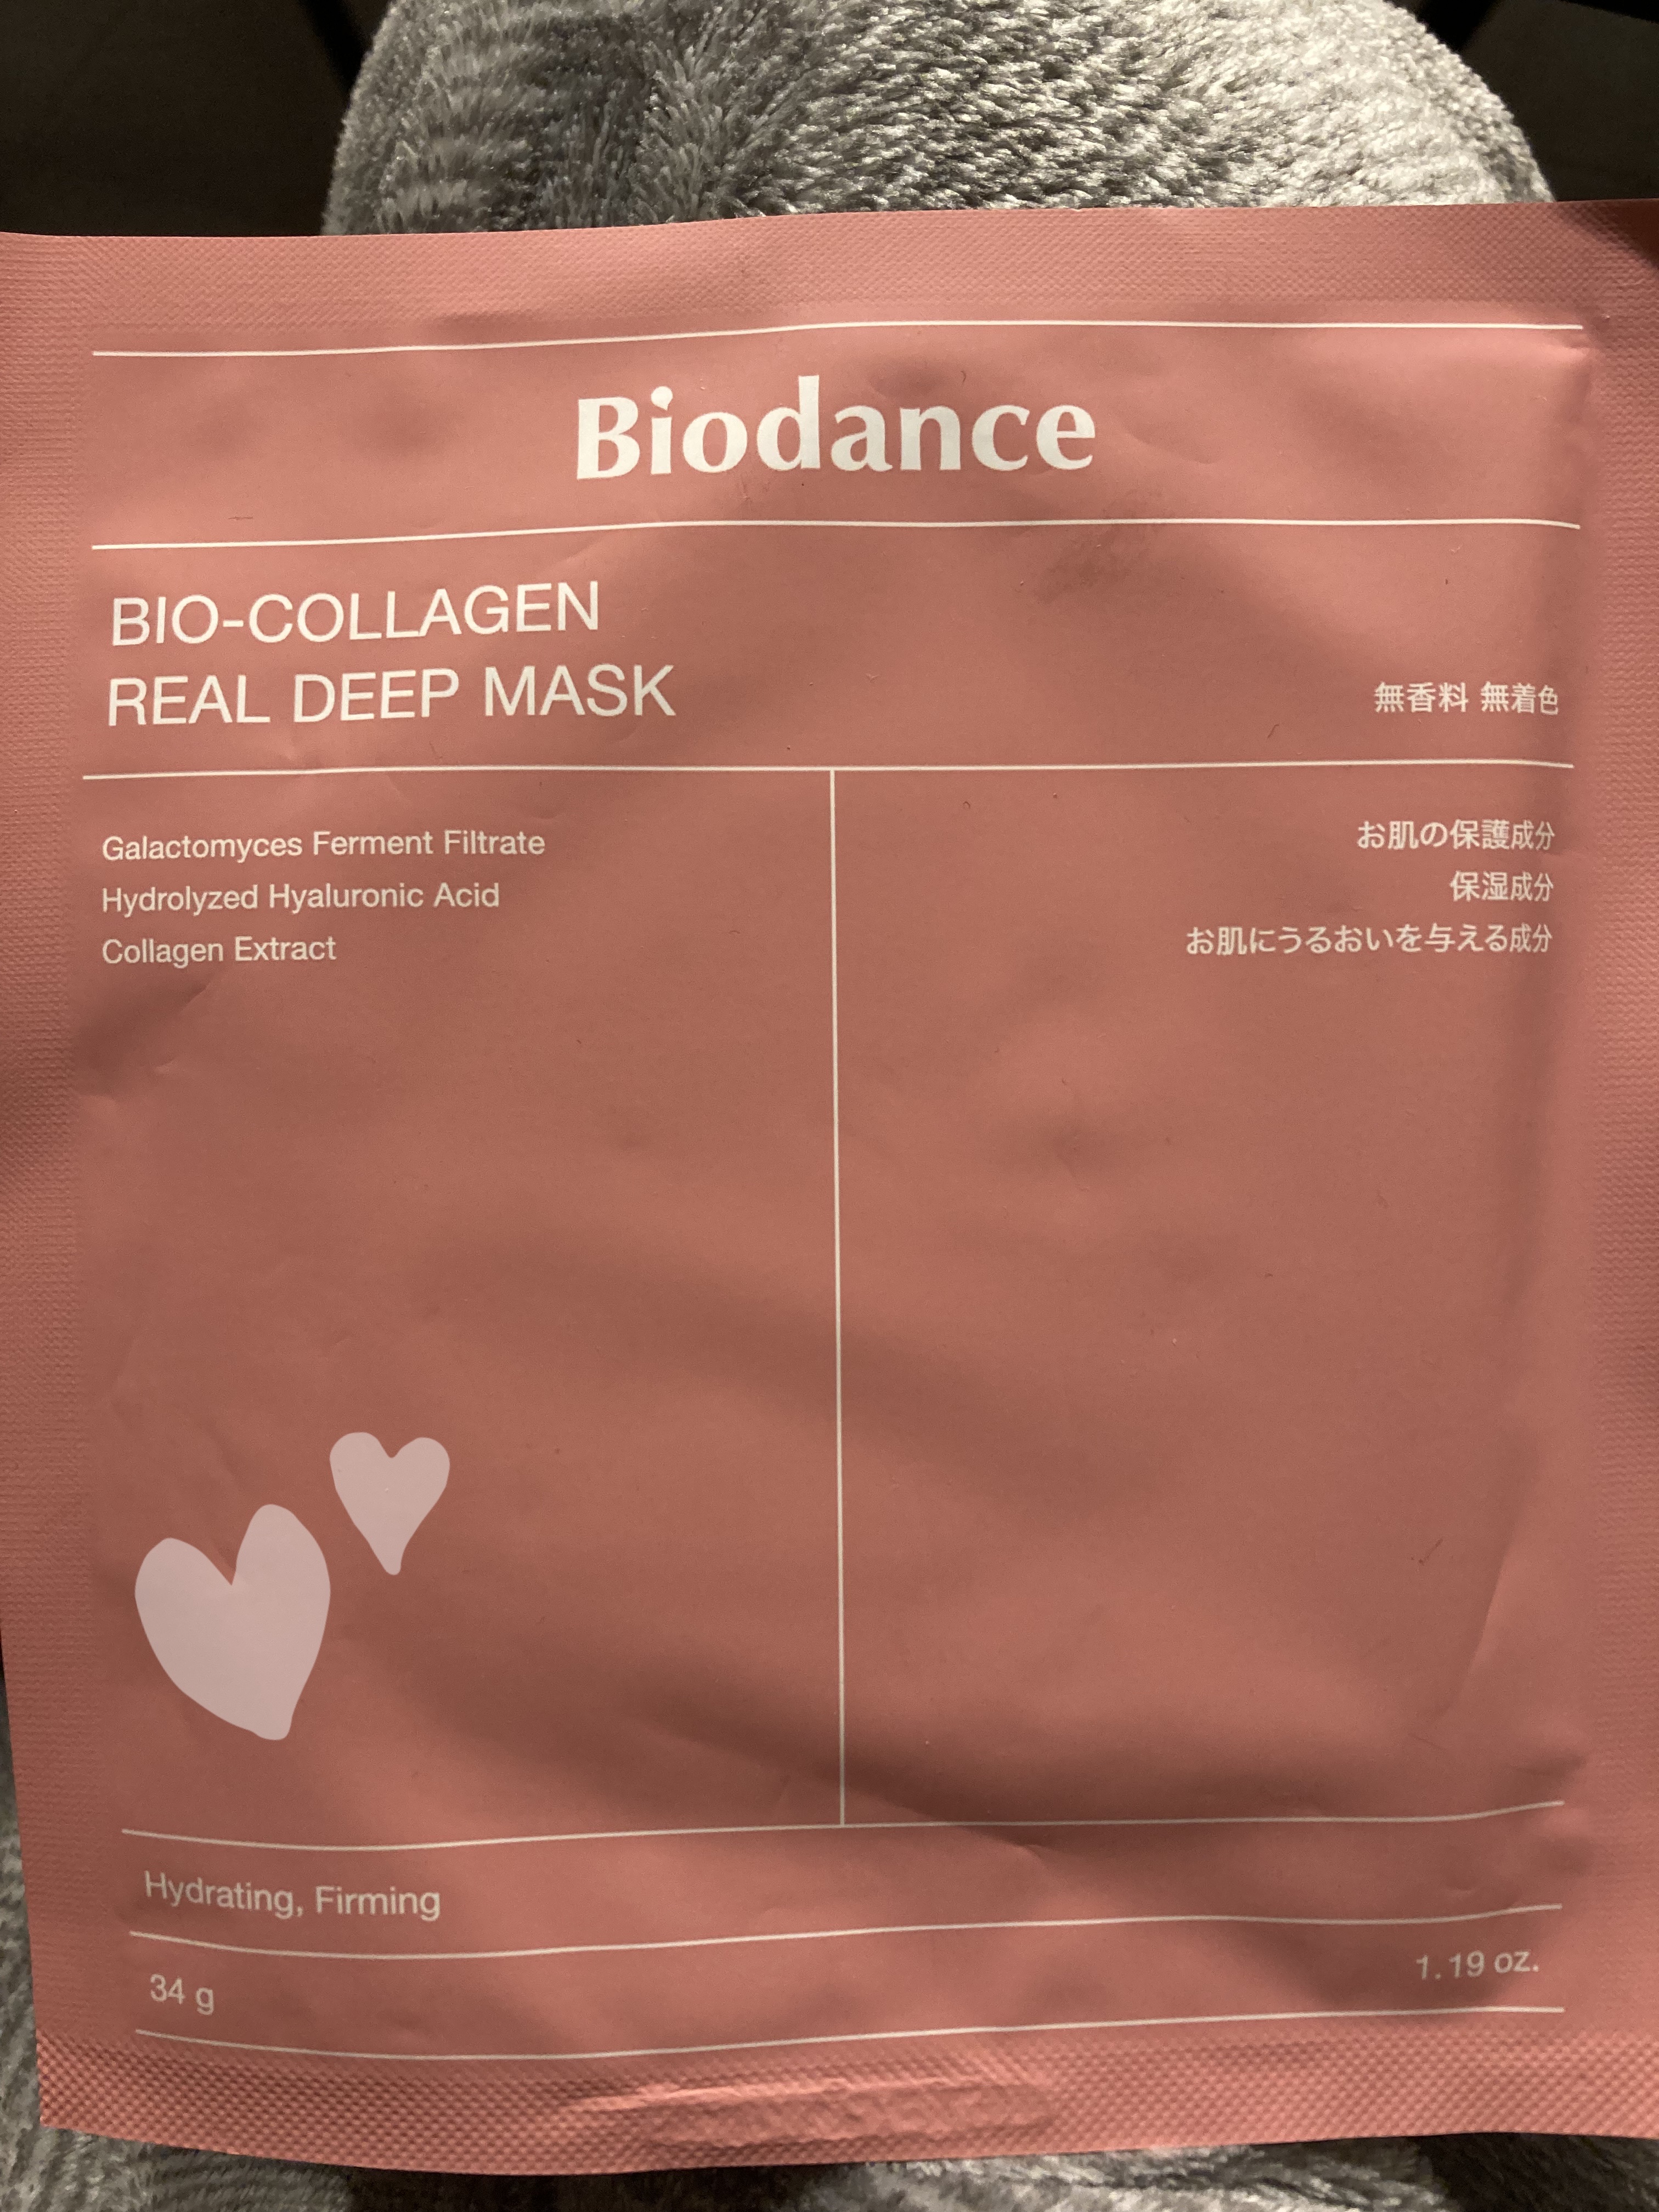 Biodance
BIO-COLLAGEN
REAL DEEP MASK
無香料 無着色
Galactomyces Ferment Filtrate
Hydrolyzed Hyaluronic Acid
Collagen Extract
お肌の保護成分
保湿成分
お肌にうるおいを与える成分
Hydrating, Firming
34 g
1.19 oz.